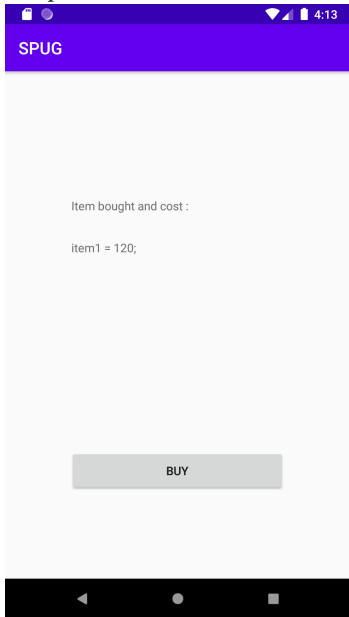 4:13
SPUG
Item bought and cost :
item1 = 120;
BUY